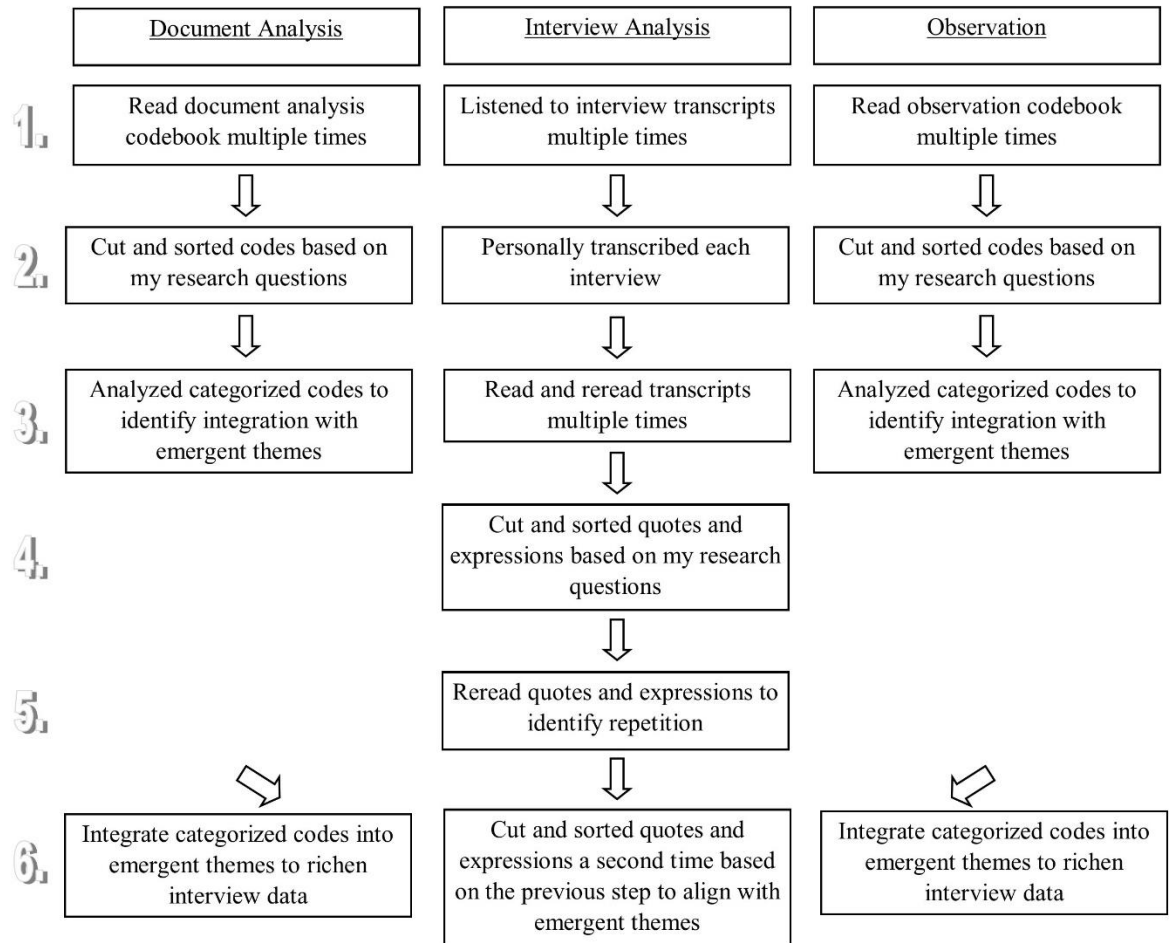 Document Analysis
Interview Analysis
Observation
1.
Read document analysis
codebook multiple times
Listened to interview transcripts
multiple times
Read observation codebook
multiple times
2.
Cut and sorted codes based on
my research questions
Personally transcribed each
interview
Cut and sorted codes based on
my research questions
3.
Analyzed categorized codes to
identify integration with
emergent themes
Read and reread transcripts
multiple times
Analyzed categorized codes to
identify integration with
emergent themes
4.
Cut and sorted quotes and
expressions based on my research
questions
5.
Reread quotes and expressions to
identify repetition
6.
Integrate categorized codes into
emergent themes to richen
interview data
Cut and sorted quotes and
expressions a second time based
on the previous step to align with
emergent themes
Integrate categorized codes into
emergent themes to richen
interview data